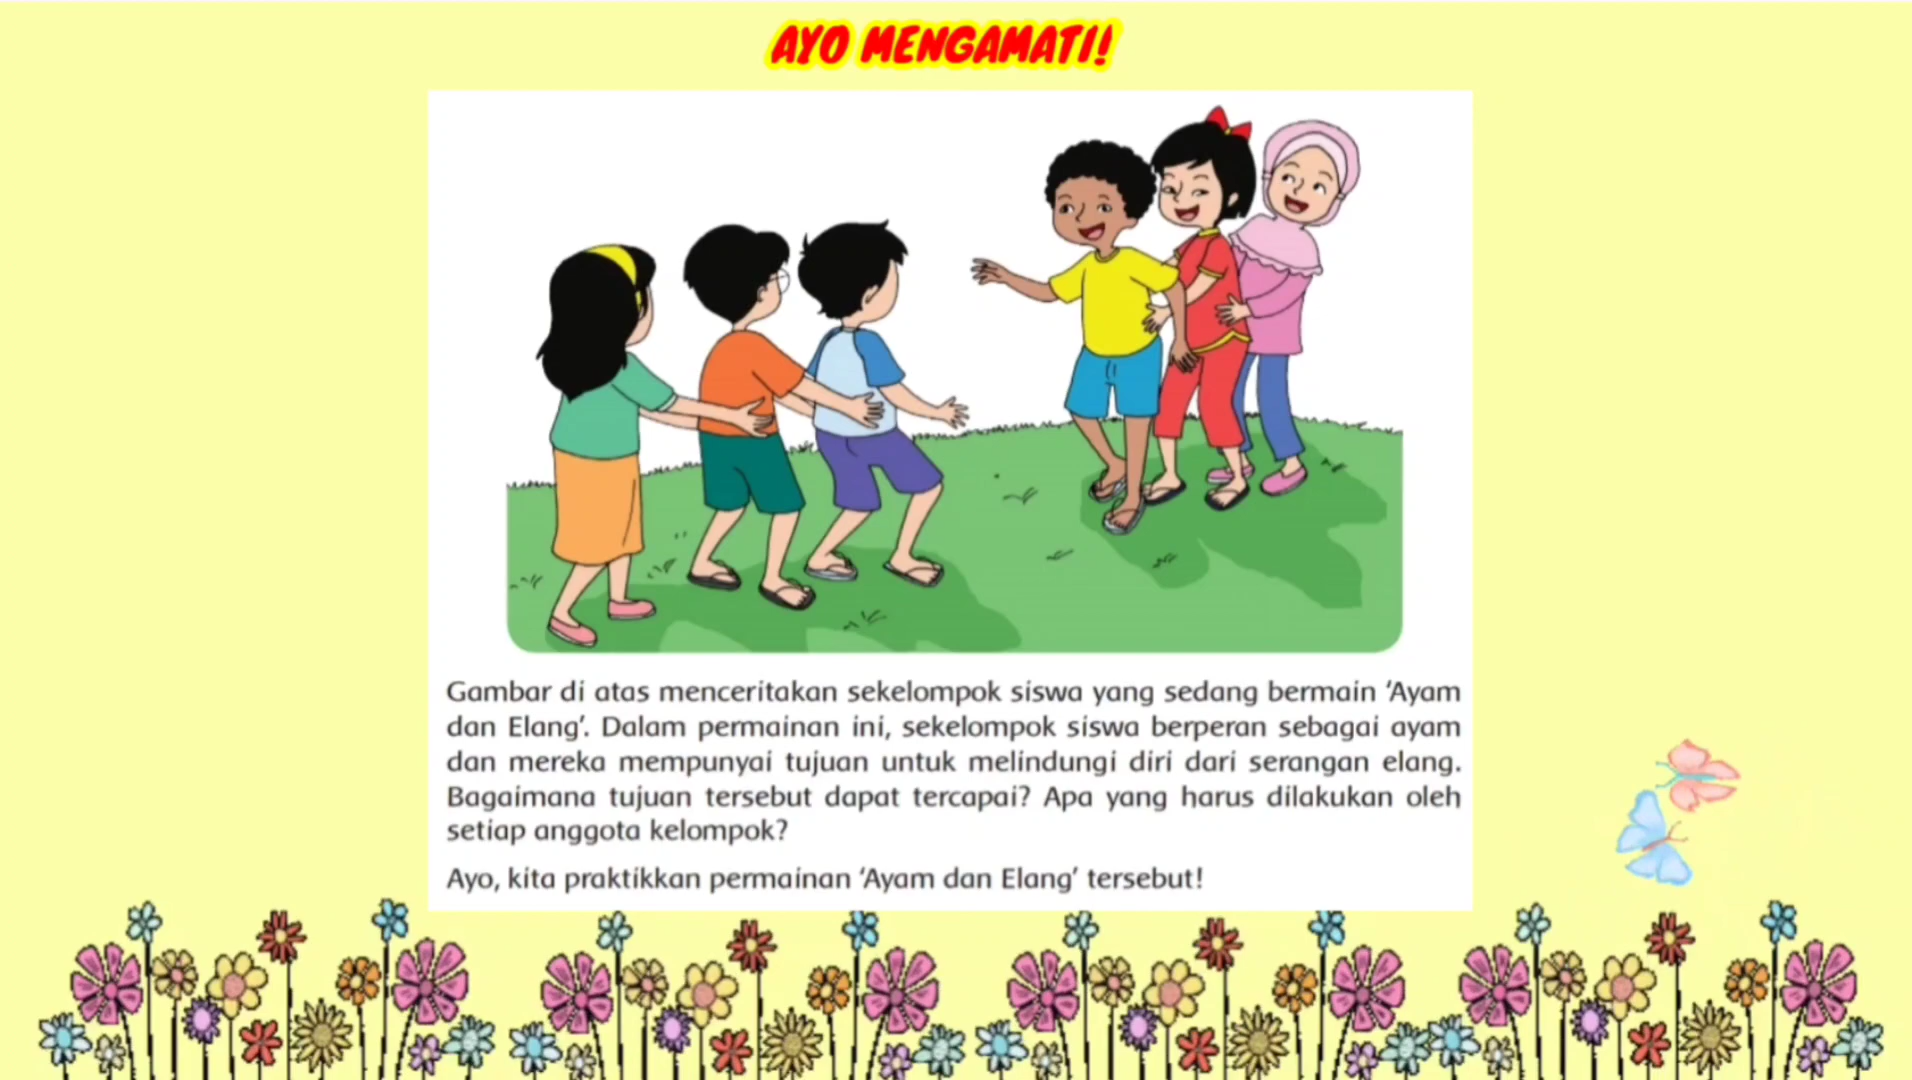 AYO MENGAMATI!
Gambar di atas menceritakan sekelompok siswa yang sedang bermain ‘Ayam
dan Elang’. Dalam permainan ini, sekelompok siswa berperan sebagai ayam
dan mereka mempunyai tujuan untuk melindungi diri dari serangan elang.
Bagaimana tujuan tersebut dapat tercapai? Apa yang harus dilakukan oleh
setiap anggota kelompok?
Ayo, kita praktikkan permainan ‘Ayam dan Elang’ tersebut!